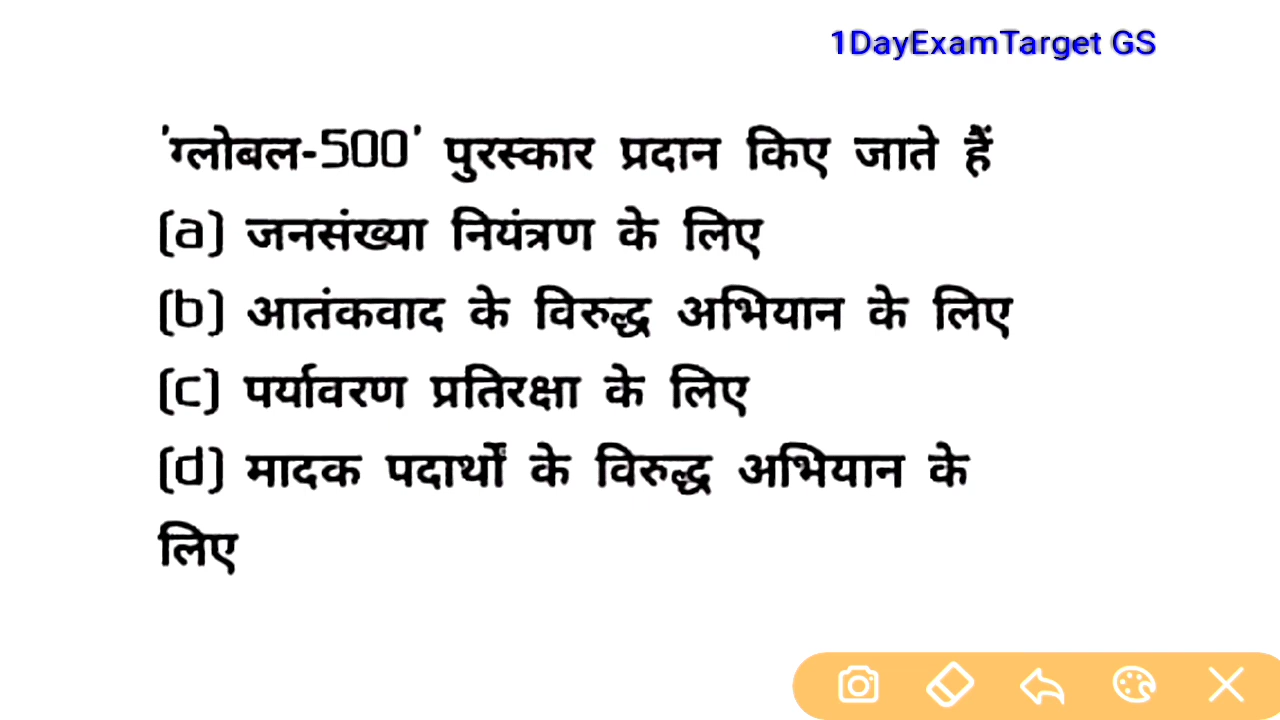 1DayExamTarget GS
'ग्लोबल-500' पुरस्कार प्रदान किए जाते हैं
(a) जनसंख्या नियंत्रण के लिए
(b) आतंकवाद के विरुद्ध अभियान के लिए
(c) पर्यावरण प्रतिरक्षा के लिए
(d) मादक पदार्थों के विरुद्ध अभियान के
लिए